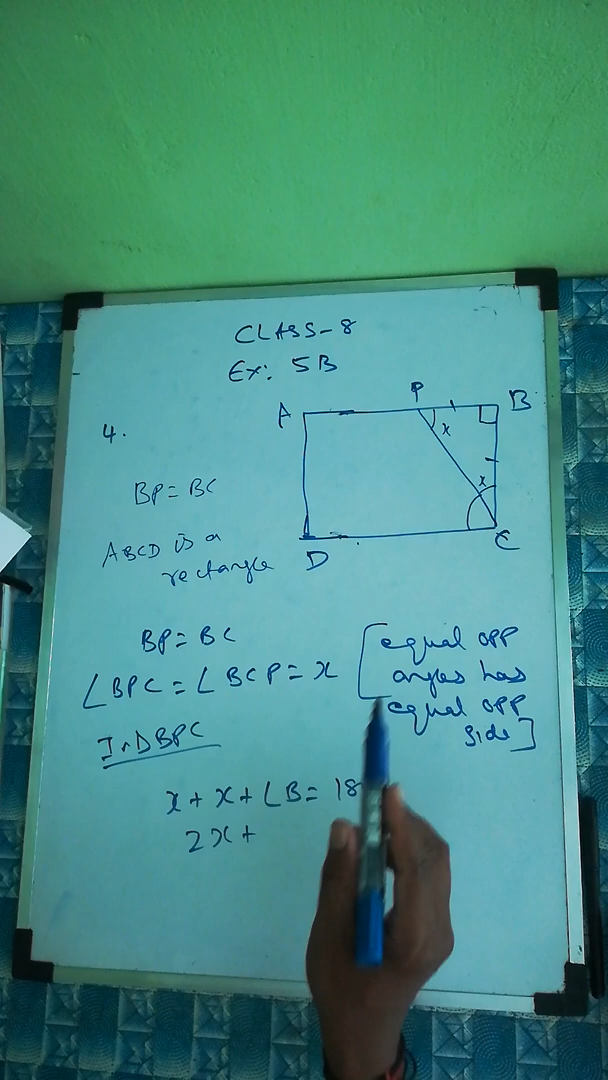 CLASS-8
Ex: 5B
4.
A P B
x
x
D C
BP = BC
ABCD is a
rectangle
BP = BC
∠BPC = ∠BCP = x
[equal opp
angles has
equal opp
side]
In Δ BPC
x + x + ∠B = 18
2x +